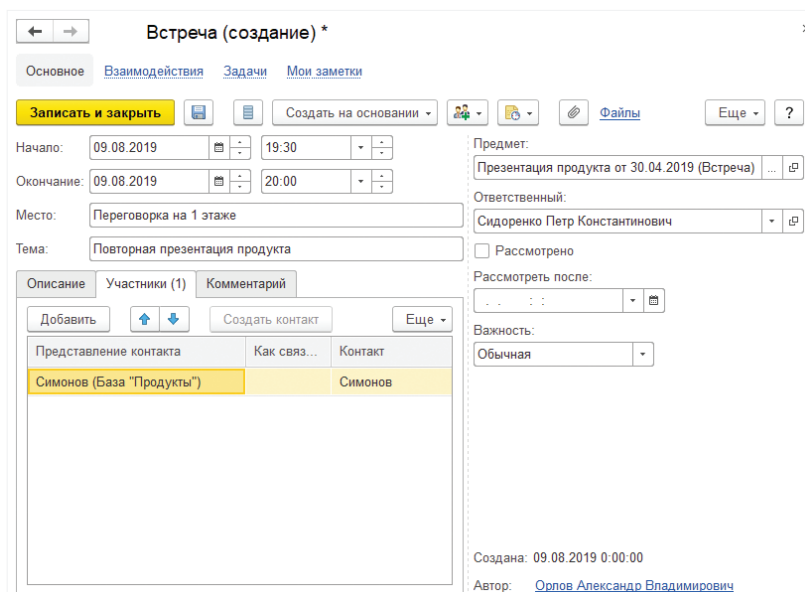 Встреча (создание) *
Основное Взаимодействия Задачи Мои заметки
Записать и закрыть Создать на основании Файлы Еще ?
Начало: 09.08.2019 19:30
Окончание: 09.08.2019 20:00
Место: Переговорка на 1 этаже
Тема: Повторная презентация продукта
Описание Участники (1) Комментарий
Добавить Создать контакт Еще
Представление контакта Как связ... Контакт
Симонов (База "Продукты") Симонов
Предмет:
Презентация продукта от 30.04.2019 (Встреча) ...
Ответственный:
Сидоренко Петр Константинович
Рассмотрено
Рассмотреть после:
. . : :
Важность:
Обычная
Создана: 09.08.2019 0:00:00
Автор: Орлов Александр Владимирович